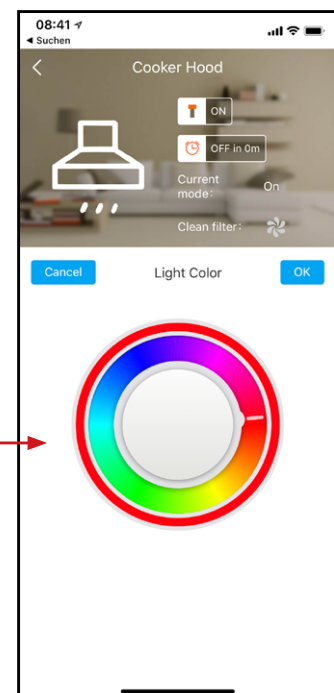 08:41
◀ Suchen
Cooker Hood
ON
OFF in 0m
Current mode:
On
Clean filter:
Cancel
Light Color
OK